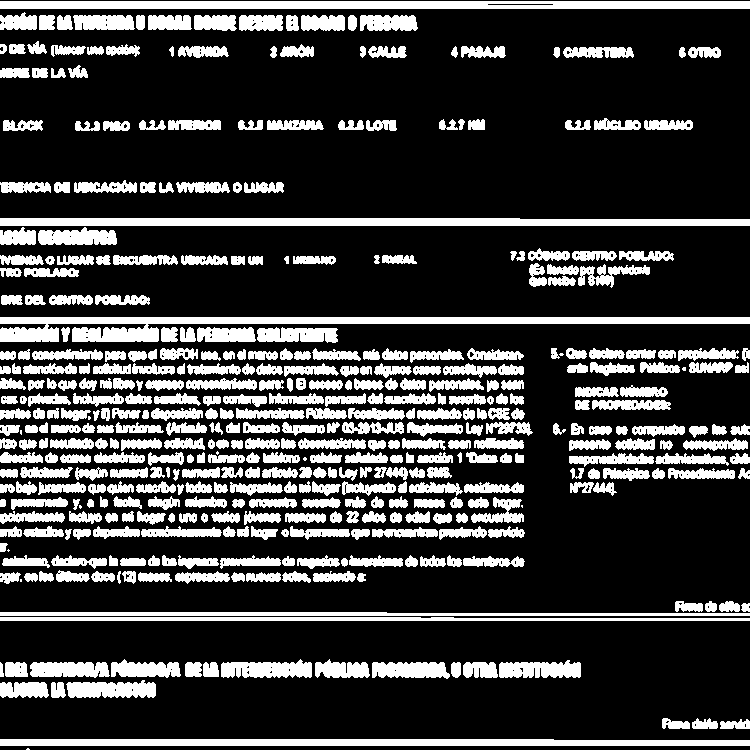 CCIÓN DE LA VIVIENDA U HOGAR DONDE RESIDE EL HOGAR O PERSONA
O DE VÍA (Marcar una opción): 1 AVENIDA 2 JIRÓN 3 CALLE 4 PASAJE 5 CARRETERA 6 OTRO
MBRE DE LA VÍA
BLOCK 6.2.3 PISO 6.2.4 INTERIOR 6.2.5 MANZANA 6.2.6 LOTE 6.2.7 KM 6.2.8 NÚCLEO URBANO
FERENCIA DE UBICACIÓN DE LA VIVIENDA O LUGAR
ACIÓN GEOGRÁFICA
VIVIENDA O LUGAR SE ENCUENTRA UBICADA EN UN 1 URBANO 2 RURAL 7.2 CÓDIGO CENTRO POBLADO:
TRO POBLADO: (Es llenado por el servidor/a
que recibe el S100)
BRE DEL CENTRO POBLADO:
Y DECLARACIÓN DE LA PERSONA SOLICITANTE
eso mi consentimiento para que el SISFOH use, en el marco de sus funciones, mis datos personales. Consideran-
ue la atención de mi solicitud involucra el tratamiento de datos personales, que en algunos casos constituyen datos
ibles, por lo que doy mi libre y expreso consentimiento para: i) El acceso a bases de datos personales, ya sean
cas o privadas, incluyendo datos sensibles, que contenga información personal del suscrito/de la suscrita o de los
grantes de mi hogar; y ii) Poner a disposición de las Intervenciones Públicas Focalizadas el resultado de la CSE de
ogar, en el marco de sus funciones. (Artículo 14, del Decreto Supremo N° 03-2013-JUS Reglamento Ley N°29733).
rizo que el resultado de la presente solicitud, o en su defecto las observaciones que se formulen; sean notificadas
dirección de correo electrónico (e-mail) o al número de teléfono - celular señalado en la sección 1 "Datos de la
ona Solicitante" (según numeral 20.1 y numeral 20.4 del artículo 20 de la Ley N° 27444) vía SMS.
ero bajo juramento que quien suscribe y todos los integrantes de mi hogar (incluyendo al solicitante), residimos de
permanente y, a la fecha, ningún miembro se encuentra ausente más de seis meses de este hogar.
epcionalmente incluyo en mi hogar a uno o varios jóvenes menores de 22 años de edad que se encuentran
ando estudios y que dependen económicamente de mi hogar o las personas que se encuentran prestando servicio
ar.
asimismo, declaro que la suma de los ingresos provenientes de negocios e inversiones de todos los miembros de
ogar, en los últimos doce (12) meses, expresados en nuevos soles, asciende a:
5.- Que declaro contar con propiedades: (i
ante Registros Públicos - SUNARP así
INDICAR NÚMERO
DE PROPIEDADES:
6.- En caso se compruebe que las aut
presente solicitud no corresponden
responsabilidades administrativas, civile
1.7 de Principios de Procedimiento Ad
N°27444).
Firma de el/la so
A DEL SERVIDOR/A PÚBLICO/A DE LA INTERVENCIÓN PÚBLICA FOCALIZADA, U OTRA INSTITUCIÓN
OLICITA LA VERIFICACIÓN
Firma del/la servid